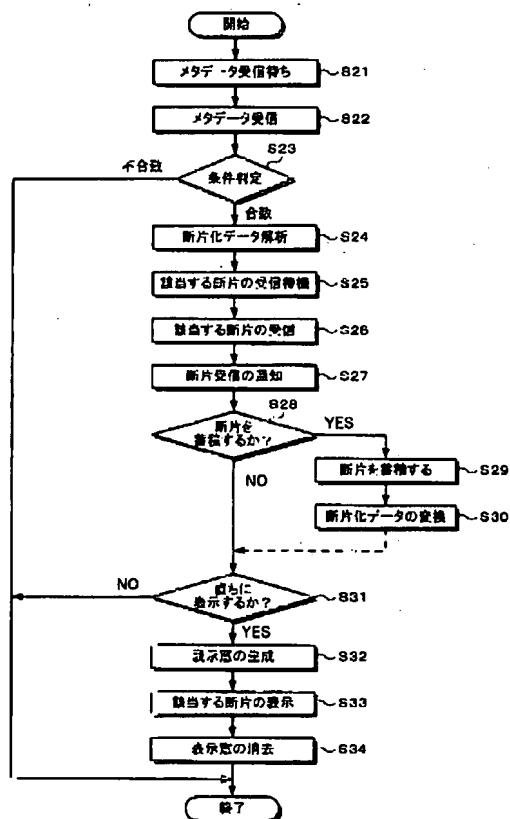 開始
メタデータ受信待ち
S21
メタデータ受信
S22
S23
不合致
条件判定
合致
断片化データ解析
S24
該当する断片の受信待機
S25
該当する断片の受信
S26
断片受信の通知
S27
S28
断片を
蓄積するか?
YES
NO
断片を蓄積する
S29
断片化データの変換
S30
直ちに
表示するか?
S31
NO
YES
表示窓の生成
S32
該当する断片の表示
S33
表示窓の消去
S34
終了